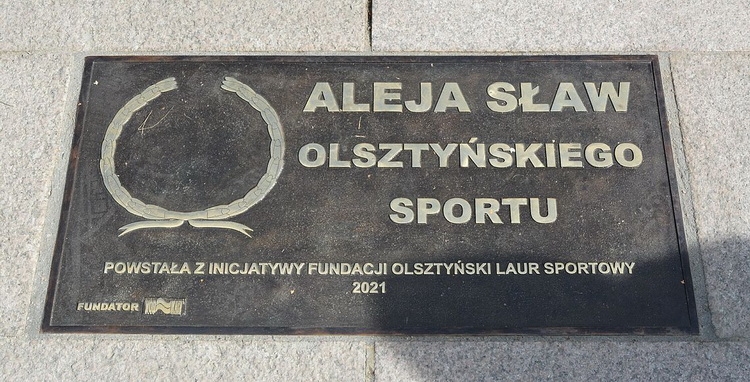 ALEJA SŁAW
OLSZTYŃSKIEGO
SPORTU
POWSTAŁA Z INICJATYWY FUNDACJI OLSZTYŃSKI LAUR SPORTOWY
2021
FUNDATOR